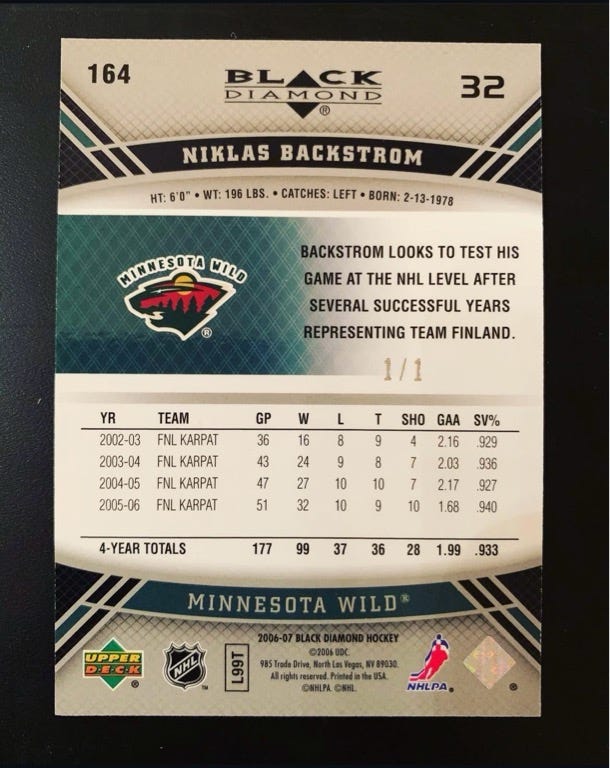 164
BLACK
DIAMOND®
32
NIKLAS BACKSTROM
HT: 6'0" • WT: 196 LBS. • CATCHES: LEFT • BORN: 2-13-1978
MINNESOTA WILD
®
BACKSTROM LOOKS TO TEST HIS
GAME AT THE NHL LEVEL AFTER
SEVERAL SUCCESSFUL YEARS
REPRESENTING TEAM FINLAND.
1/1
YR TEAM GP W L T SHO GAA SV%
2002-03 FNL KARPAT 36 16 8 9 4 2.16 .929
2003-04 FNL KARPAT 43 24 9 8 7 2.03 .936
2004-05 FNL KARPAT 47 27 10 10 7 2.17 .927
2005-06 FNL KARPAT 51 32 10 9 10 1.68 .940
4-YEAR TOTALS 177 99 37 36 28 1.99 .933
MINNESOTA WILD®
2006-07 BLACK DIAMOND HOCKEY
©2006 UDC.
985 Trade Drive, North Las Vegas, NV 89030.
All rights reserved. Printed in the USA.
©NHLPA ©NHL.
UPPER
D·E·C·K
®
NHL
TM
L99T
NHLPA.
®